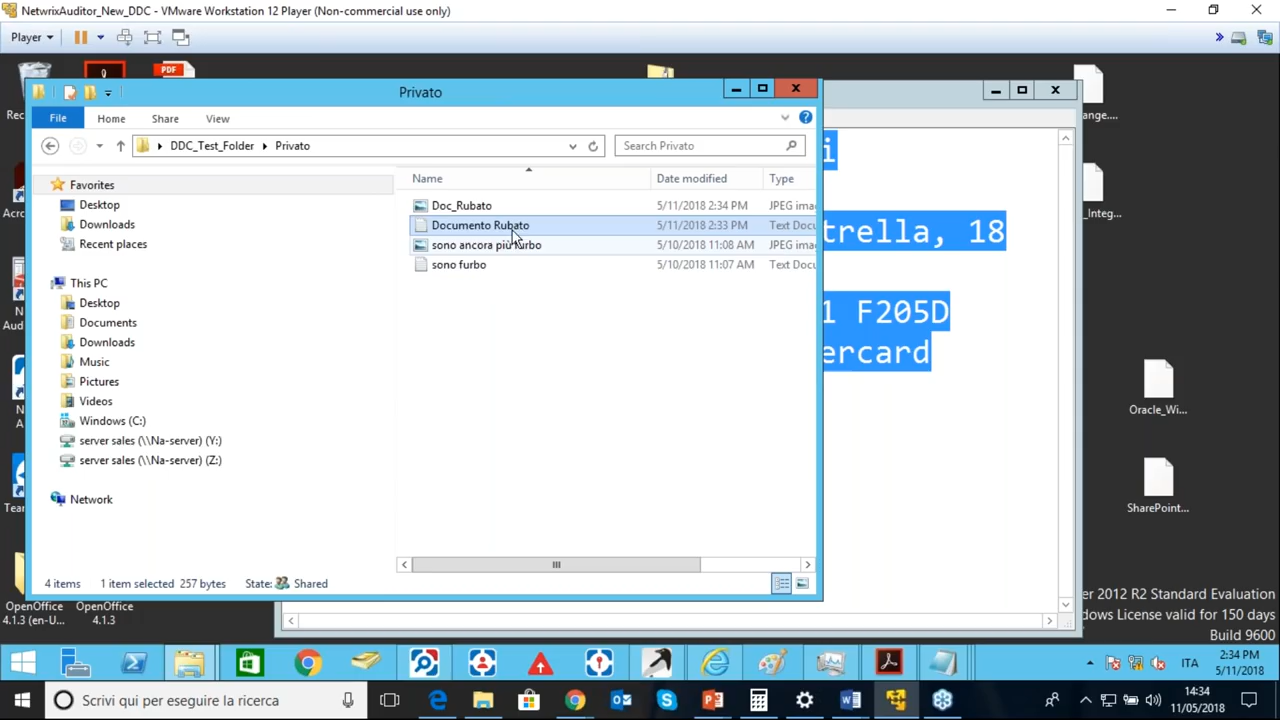 NetwrixAuditor_New_DDC - VMware Workstation 12 Player (Non-commercial use only)
Player
PDF
Privato
File Home Share View
DDC_Test_Folder Privato
Search Privato
Favorites
Desktop
Downloads
Recent places
This PC
Desktop
Documents
Downloads
Music
Pictures
Videos
Windows (C:)
server sales (\\Na-server) (Y:)
server sales (\\Na-server) (Z:)
Network
Name Date modified Type
Doc_Rubato 5/11/2018 2:34 PM JPEG ima
Documento Rubato 5/11/2018 2:33 PM Text Docu
sono ancora più furbo 5/10/2018 11:08 AM JPEG ima
sono furbo 5/10/2018 11:07 AM Text Docu
4 items 1 item selected 257 bytes State: Shared
i
trella, 18
1 F205D
ercard
Rec
Acro
N
Aud
N
A
Team
OpenOffice
4.1.3 (en-U...
OpenOffice
4.1.3
ange....
_Integ...
Oracle_Wi...
SharePoint...
er 2012 R2 Standard Evaluation
dows License valid for 150 days
Build 9600
ITA
2:34 PM
5/11/2018
Scrivi qui per eseguire la ricerca
14:34
11/05/2018